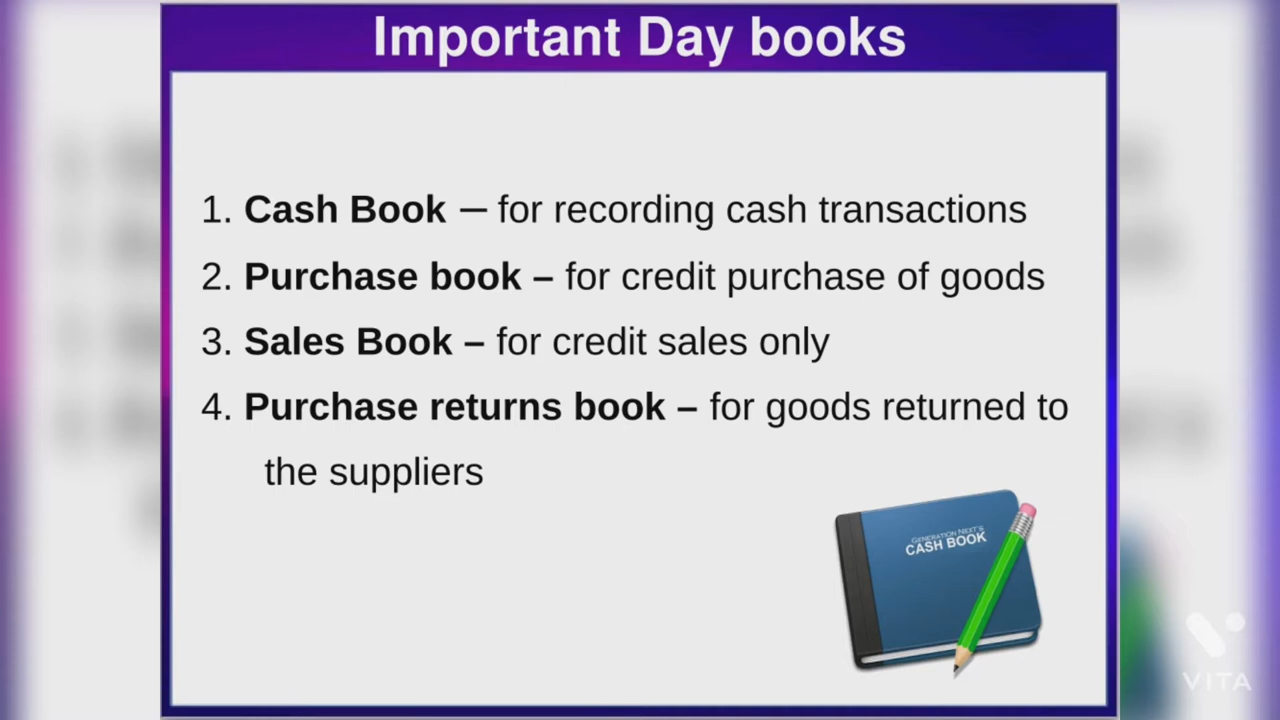 Important Day books
1. Cash Book — for recording cash transactions
2. Purchase book – for credit purchase of goods
3. Sales Book – for credit sales only
4. Purchase returns book – for goods returned to
the suppliers
GENERATION NEXT'S
CASH BOOK
VITA